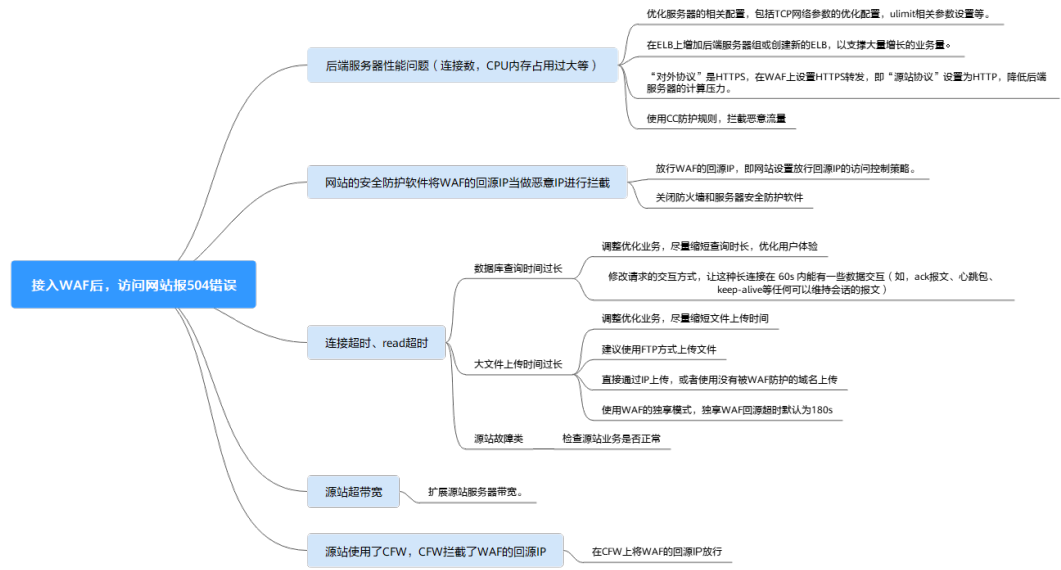 接入WAF后，访问网站报504错误
后端服务器性能问题（连接数，CPU内存占用过大等）
优化服务器的相关配置，包括TCP网络参数的优化配置，ulimit相关参数设置等。
在ELB上增加后端服务器组或创建新的ELB，以支撑大量增长的业务量。
“对外协议”是HTTPS，在WAF上设置HTTPS转发，即“源站协议”设置为HTTP，降低后端
服务器的计算压力。
使用CC防护规则，拦截恶意流量
网站的安全防护软件将WAF的回源IP当做恶意IP进行拦截
放行WAF的回源IP，即网站设置放行回源IP的访问控制策略。
关闭防火墙和服务器安全防护软件
连接超时、read超时
数据库查询时间过长
调整优化业务，尽量缩短查询时长，优化用户体验
修改请求的交互方式，让这种长连接在 60s 内能有一些数据交互（如，ack报文、心跳包、
keep-alive等任何可以维持会话的报文）
大文件上传时间过长
调整优化业务，尽量缩短文件上传时间
建议使用FTP方式上传文件
直接通过IP上传，或者使用没有被WAF防护的域名上传
使用WAF的独享模式，独享WAF回源超时默认为180s
源站故障类
检查源站业务是否正常
源站超带宽
扩展源站服务器带宽。
源站使用了CFW，CFW拦截了WAF的回源IP
在CFW上将WAF的回源IP放行